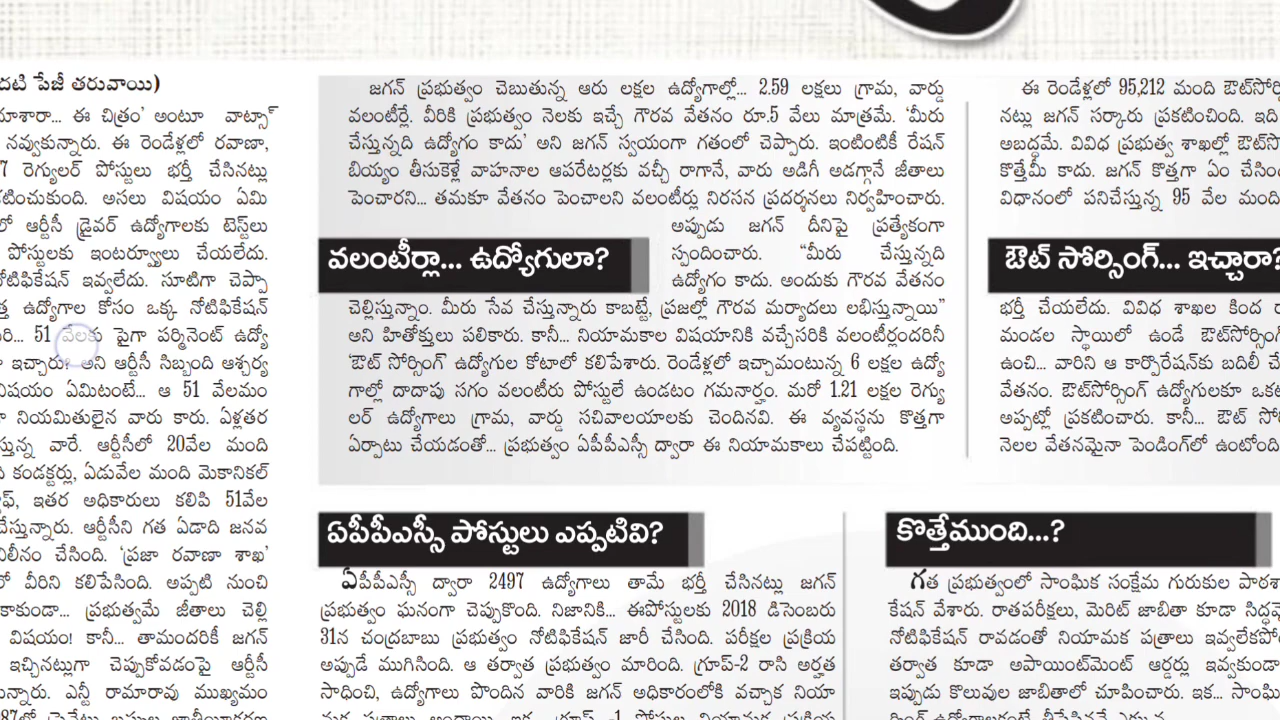 దటి పేజీ తరువాయి)
చూశారా... ఈ చిత్రం' అంటూ వాట్సా
నవ్వుకున్నారు. ఈ రెండేళ్లలో రవాణా,
7 రెగ్యులర్ పోస్టులు భర్తీ చేసినట్లు
కటించుకుంది. అసలు విషయం ఏమి
లో ఆర్టీసీ డ్రైవర్ ఉద్యోగాలకు టెస్ట్‌లు
పోస్టులకు ఇంటర్వ్యూలు చేయలేదు.
నోటిఫికేషన్ ఇవ్వలేదు. సూటిగా చెప్పా
త్త ఉద్యోగాల కోసం ఒక్క నోటిఫికేషన్
51 వేలకు పైగా పర్మినెంట్ ఉద్యో
ఇచ్చారు? అని ఆర్టీసీ సిబ్బంది ఆశ్చర్య
విషయం ఏమిటంటే... ఆ 51 వేలమం
నియమితులైన వారు కారు. ఏళ్లతర
స్తున్న వారే. ఆర్టీసీలో 20వేల మంది
కండక్టర్లు, ఏడువేల మంది మెకానికల్
ఇతర అధికారులు కలిపి 51వేల
చేస్తున్నారు. ఆర్టీసీని గత ఏడాది జనవ
విలీనం చేసింది. 'ప్రజా రవాణా శాఖ'
లో వీరిని కలిపేసింది. అప్పటి నుంచి
కాకుండా... ప్రభుత్వమే జీతాలు చెల్లి
విషయం! కానీ... తామందరికీ జగన్
ఇచ్చినట్లుగా చెప్పుకోవడంపై ఆర్టీసీ
న్నారు. ఎన్టీ రామారావు ముఖ్యమం
జగన్ ప్రభుత్వం చెబుతున్న ఆరు లక్షల ఉద్యోగాల్లో... 2.59 లక్షలు గ్రామ, వార్డు
వలంటీర్లే. వీరికి ప్రభుత్వం నెలకు ఇచ్చే గౌరవ వేతనం రూ.5 వేలు మాత్రమే. 'మీరు
చేస్తున్నది ఉద్యోగం కాదు' అని జగన్ స్వయంగా గతంలో చెప్పారు. ఇంటింటికీ రేషన్
బియ్యం తీసుకెళ్లే వాహనాల ఆపరేటర్లకు వచ్చీ రాగానే, వారు అడిగీ అడగ్గానే జీతాలు
పెంచారని... తమకూ వేతనం పెంచాలని వలంటీర్లు నిరసన ప్రదర్శనలు నిర్వహించారు.
అప్పుడు జగన్ దీనిపై ప్రత్యేకంగా
స్పందించారు. "మీరు చేస్తున్నది
ఉద్యోగం కాదు. అందుకు గౌరవ వేతనం
వలంటీర్లా... ఉద్యోగులా?
చెల్లిస్తున్నాం. మీరు సేవ చేస్తున్నారు కాబట్టే, ప్రజల్లో గౌరవ మర్యాదలు లభిస్తున్నాయి"
అని హితోక్తులు పలికారు. కానీ... నియామకాల విషయానికి వచ్చేసరికి వలంటీర్లందరినీ
'ఔట్ సోర్సింగ్' ఉద్యోగుల కోటాలో కలిపేశారు. రెండేళ్లలో ఇచ్చామంటున్న 6 లక్షల ఉద్యో
గాల్లో దాదాపు సగం వలంటీరు పోస్టులే ఉండటం గమనార్హం. మరో 1.21 లక్షల రెగ్యు
లర్ ఉద్యోగాలు గ్రామ, వార్డు సచివాలయాలకు చెందినవి. ఈ వ్యవస్థను కొత్తగా
ఏర్పాటు చేయడంతో... ప్రభుత్వం ఏపీపీఎస్సీ ద్వారా ఈ నియామకాలు చేపట్టింది.
ఈ రెండేళ్లలో 95,212 మంది ఔట్‌సోర్సి
నట్లు జగన్ సర్కారు ప్రకటించింది. ఇది
అబద్ధమే. వివిధ ప్రభుత్వ శాఖల్లో ఔట్‌సో
కొత్తేమీ కాదు. జగన్ కొత్తగా ఏం చేసింది
విధానంలో పనిచేస్తున్న 95 వేల మంది
ఔట్ సోర్సింగ్... ఇచ్చారా?
భర్తీ చేయలేదు. వివిధ శాఖల కింద
మండల స్థాయిలో ఉండే ఔట్‌సోర్సింగ్
ఉంచి... వారిని ఆ కార్పొరేషన్‌కు బదిలీ చే
వేతనం. ఔట్‌సోర్సింగ్ ఉద్యోగులకూ ఒకటి
అప్పట్లో ప్రకటించారు. కానీ... ఔట్ సో
నెలల వేతనమైనా పెండింగ్‌లో ఉంటోంది
ఏపీపీఎస్సీ పోస్టులు ఎప్పటివి?
ఏపీపీఎస్సీ ద్వారా 2497 ఉద్యోగాలు తామే భర్తీ చేసినట్లు జగన్
ప్రభుత్వం ఘనంగా చెప్పుకొంది. నిజానికి... ఈపోస్టులకు 2018 డిసెంబరు
31న చంద్రబాబు ప్రభుత్వం నోటిఫికేషన్ జారీ చేసింది. పరీక్షల ప్రక్రియ
అప్పుడే ముగిసింది. ఆ తర్వాత ప్రభుత్వం మారింది. గ్రూప్-2 రాసి అర్హత
సాధించి, ఉద్యోగాలు పొందిన వారికి జగన్ అధికారంలోకి వచ్చాక నియా
కొత్తేముంది...?
గత ప్రభుత్వంలో సాంఘిక సంక్షేమ గురుకుల పాఠశా
కేషన్ వేశారు. రాతపరీక్షలు, మెరిట్ జాబితా కూడా సిద్ధమై
నోటిఫికేషన్ రావడంతో నియామక పత్రాలు ఇవ్వలేకపో
తర్వాత కూడా అపాయింట్‌మెంట్ ఆర్డర్లు ఇవ్వకుండా
ఇప్పుడు కొలువుల జాబితాలో చూపించారు. ఇక... సాంఘి